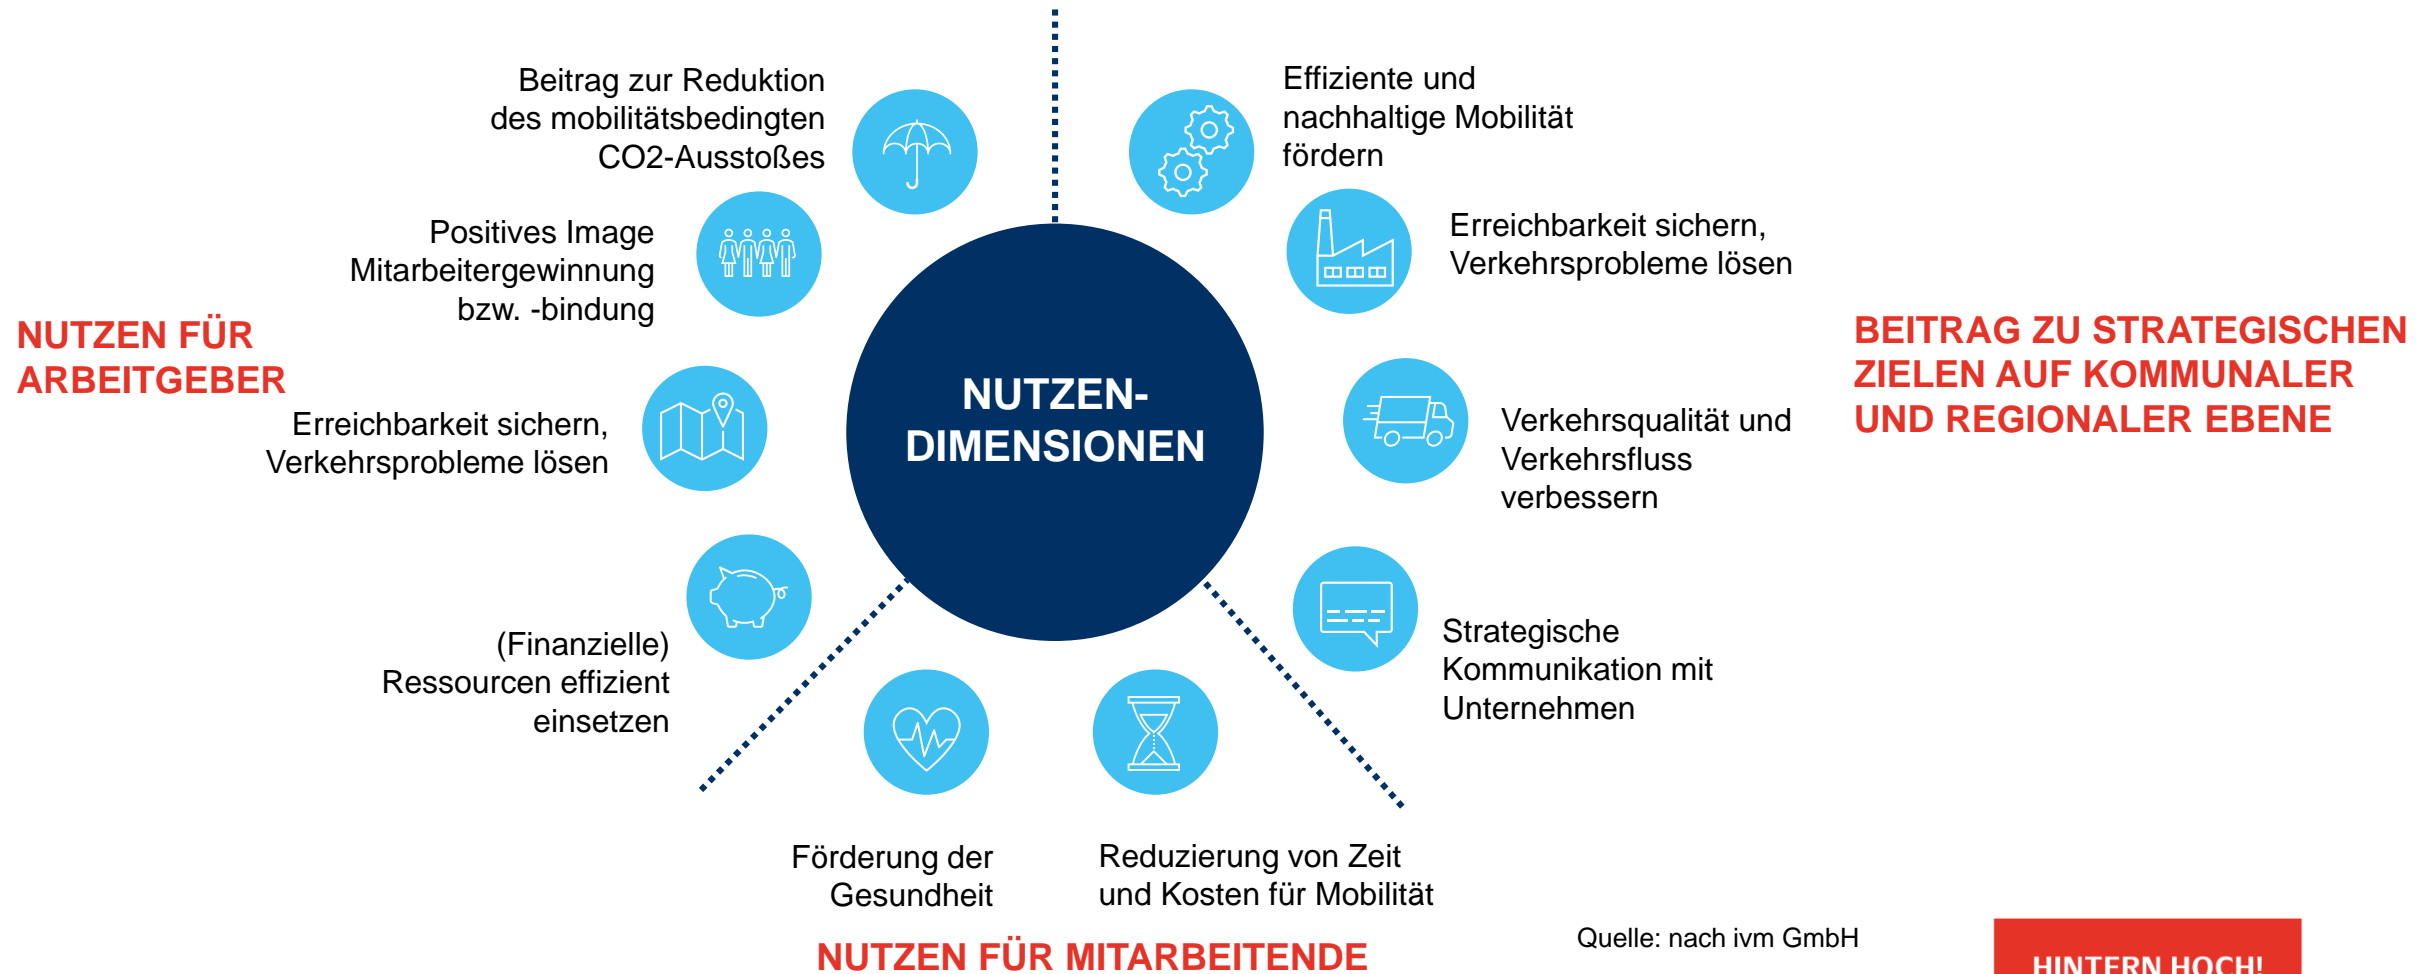 Beitrag zur Reduktion
des mobilitätsbedingten
CO2-Ausstoßes
Positives Image
Mitarbeitergewinnung
bzw. -bindung
NUTZEN FÜR
ARBEITGEBER
Erreichbarkeit sichern,
Verkehrsprobleme lösen
(Finanzielle)
Ressourcen effizient
einsetzen
NUTZEN-
DIMENSIONEN
Effiziente und
nachhaltige Mobilität
fördern
Erreichbarkeit sichern,
Verkehrsprobleme lösen
BEITRAG ZU STRATEGISCHEN
ZIELEN AUF KOMMUNALER
UND REGIONALER EBENE
Verkehrsqualität und
Verkehrsfluss
verbessern
Strategische
Kommunikation mit
Unternehmen
Förderung der
Gesundheit
Reduzierung von Zeit
und Kosten für Mobilität
NUTZEN FÜR MITARBEITENDE
Quelle: nach ivm GmbH
HINTERN HOCH!